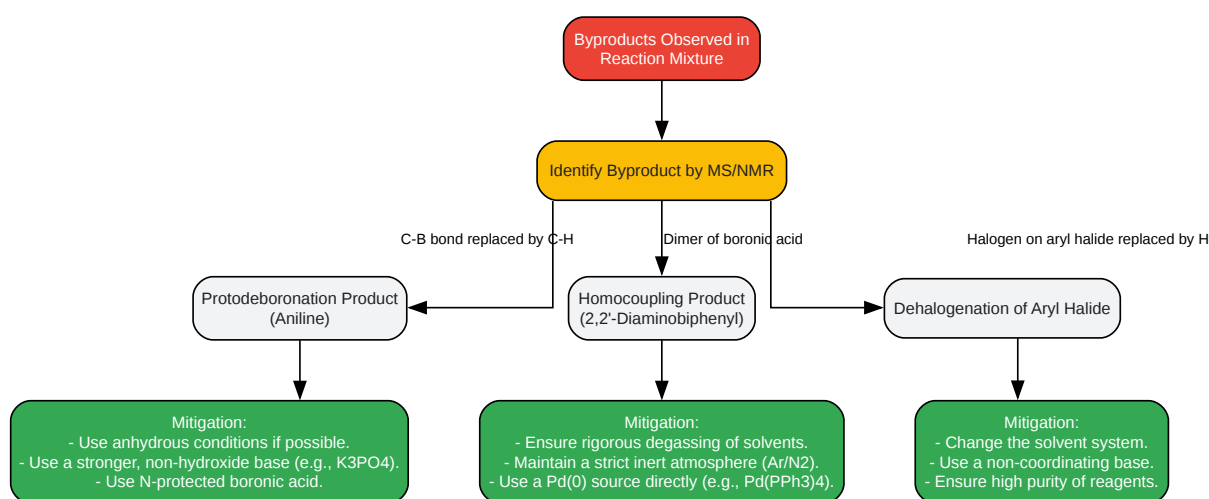 Byproducts Observed in
Reaction Mixture
Identify Byproduct by MS/NMR
C-B bond replaced by C-H
Dimer of boronic acid
Halogen on aryl halide replaced by H
Protodeboronation Product
(Aniline)
Homocoupling Product
(2,2'-Diaminobiphenyl)
Dehalogenation of Aryl Halide
Mitigation:
- Use anhydrous conditions if possible.
- Use a stronger, non-hydroxide base (e.g., K3PO4).
- Use N-protected boronic acid.
Mitigation:
- Ensure rigorous degassing of solvents.
- Maintain a strict inert atmosphere (Ar/N2).
- Use a Pd(0) source directly (e.g., Pd(PPh3)4).
Mitigation:
- Change the solvent system.
- Use a non-coordinating base.
- Ensure high purity of reagents.